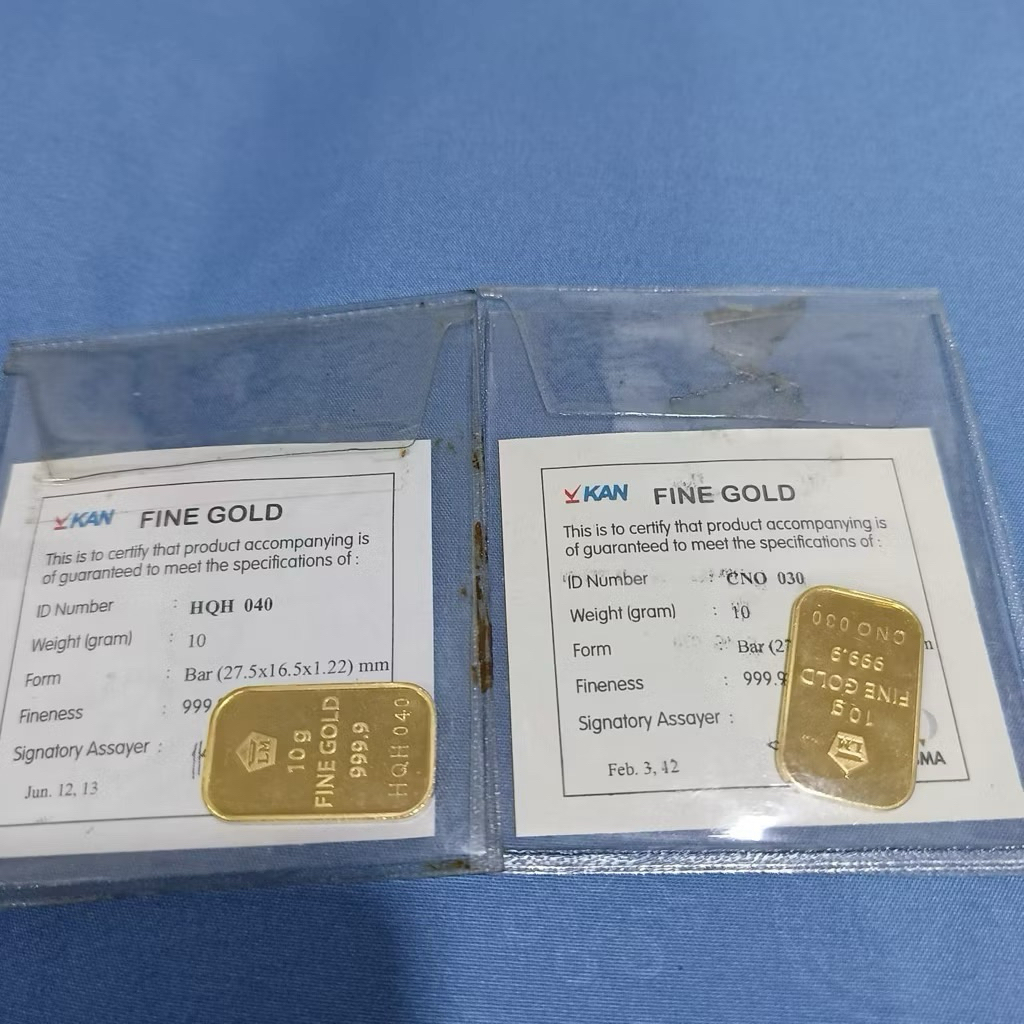 KAN FINE GOLD
This is to certify that product accompanying is
of guaranteed to meet the specifications of :
ID Number : HQH 040
Weight (gram) : 10
Form : Bar (27.5x16.5x1.22) mm
Fineness : 999
Signatory Assayer :
Jun. 12, 13
LM
10 g
FINE GOLD
999.9
HQH 040
KAN FINE GOLD
This is to certify that product accompanying is
of guaranteed to meet the specifications of :
ID Number : CNO 030
Weight (gram) : 10
Form : Bar (27
Fineness : 999.9
Signatory Assayer :
Feb. 3, 42
LM
10 g
FINE GOLD
999.9
CNO 030